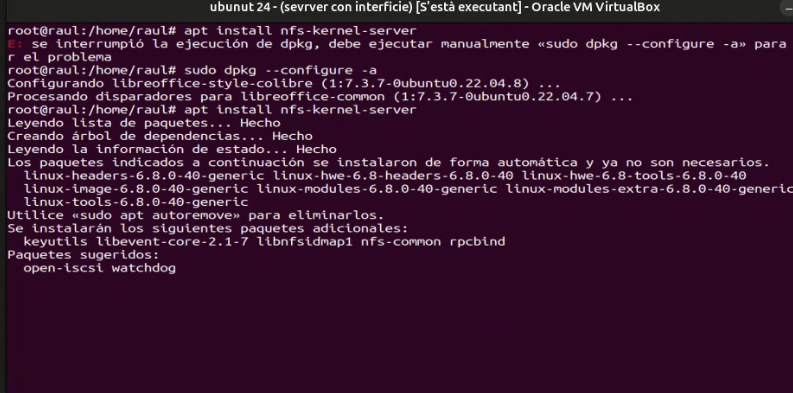 ubunut 24 - (sevrver con interficie) [S'està executant] - Oracle VM VirtualBox
root@raul:/home/raul# apt install nfs-kernel-server
E: se interrumpió la ejecución de dpkg, debe ejecutar manualmente «sudo dpkg --configure -a» para
r el problema
root@raul:/home/raul# sudo dpkg --configure -a
Configurando libreoffice-style-colibre (1:7.3.7-0ubuntu0.22.04.8) ...
Procesando disparadores para libreoffice-common (1:7.3.7-0ubuntu0.22.04.7) ...
root@raul:/home/raul# apt install nfs-kernel-server
Leyendo lista de paquetes... Hecho
Creando árbol de dependencias... Hecho
Leyendo la información de estado... Hecho
Los paquetes indicados a continuación se instalaron de forma automática y ya no son necesarios.
linux-headers-6.8.0-40-generic linux-hwe-6.8-headers-6.8.0-40 linux-hwe-6.8-tools-6.8.0-40
linux-image-6.8.0-40-generic linux-modules-6.8.0-40-generic linux-modules-extra-6.8.0-40-generic
linux-tools-6.8.0-40-generic
Utilice «sudo apt autoremove» para eliminarlos.
Se instalarán los siguientes paquetes adicionales:
keyutils libevent-core-2.1-7 libnfsidmap1 nfs-common rpcbind
Paquetes sugeridos:
open-iscsi watchdog